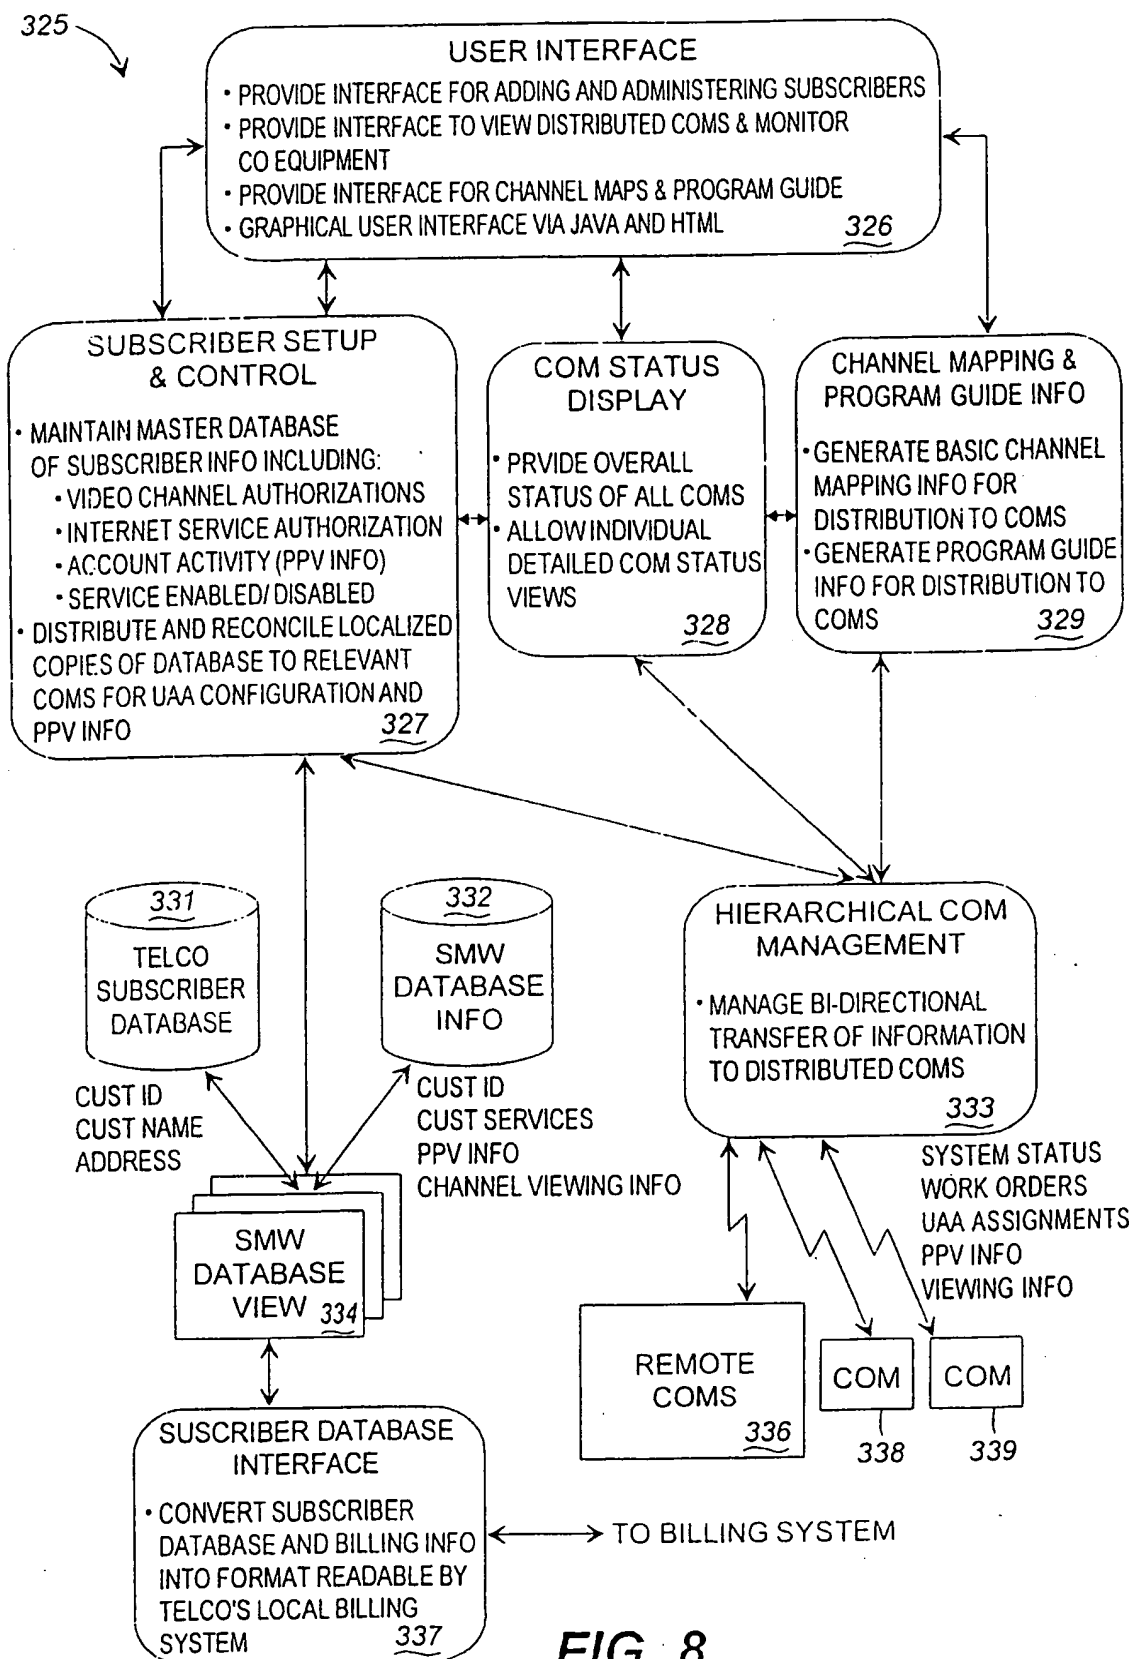 325
USER INTERFACE
• PROVIDE INTERFACE FOR ADDING AND ADMINISTERING SUBSCRIBERS
• PROVIDE INTERFACE TO VIEW DISTRIBUTED COMS & MONITOR
CO EQUIPMENT
• PROVIDE INTERFACE FOR CHANNEL MAPS & PROGRAM GUIDE
• GRAPHICAL USER INTERFACE VIA JAVA AND HTML
326
SUBSCRIBER SETUP
& CONTROL
• MAINTAIN MASTER DATABASE
OF SUBSCRIBER INFO INCLUDING:
• VIDEO CHANNEL AUTHORIZATIONS
• INTERNET SERVICE AUTHORIZATION
• ACCOUNT ACTIVITY (PPV INFO)
• SERVICE ENABLED/ DISABLED
• DISTRIBUTE AND RECONCILE LOCALIZED
COPIES OF DATABASE TO RELEVANT
COMS FOR UAA CONFIGURATION AND
PPV INFO
327
COM STATUS
DISPLAY
• PRVIDE OVERALL
STATUS OF ALL COMS
• ALLOW INDIVIDUAL
DETAILED COM STATUS
VIEWS
328
CHANNEL MAPPING &
PROGRAM GUIDE INFO
• GENERATE BASIC CHANNEL
MAPPING INFO FOR
DISTRIBUTION TO COMS
• GENERATE PROGRAM GUIDE
INFO FOR DISTRIBUTION TO
COMS
329
331
TELCO
SUBSCRIBER
DATABASE
332
SMW
DATABASE
INFO
CUST ID
CUST NAME
ADDRESS
CUST ID
CUST SERVICES
PPV INFO
CHANNEL VIEWING INFO
HIERARCHICAL COM
MANAGEMENT
• MANAGE BI-DIRECTIONAL
TRANSFER OF INFORMATION
TO DISTRIBUTED COMS
333
SYSTEM STATUS
WORK ORDERS
UAA ASSIGNMENTS
PPV INFO
VIEWING INFO
SMW
DATABASE
VIEW
334
REMOTE
COMS
336
COM
338
COM
339
SUSCRIBER DATABASE
INTERFACE
• CONVERT SUBSCRIBER
DATABASE AND BILLING INFO
INTO FORMAT READABLE BY
TELCO'S LOCAL BILLING
SYSTEM
337
TO BILLING SYSTEM
FIG. 8